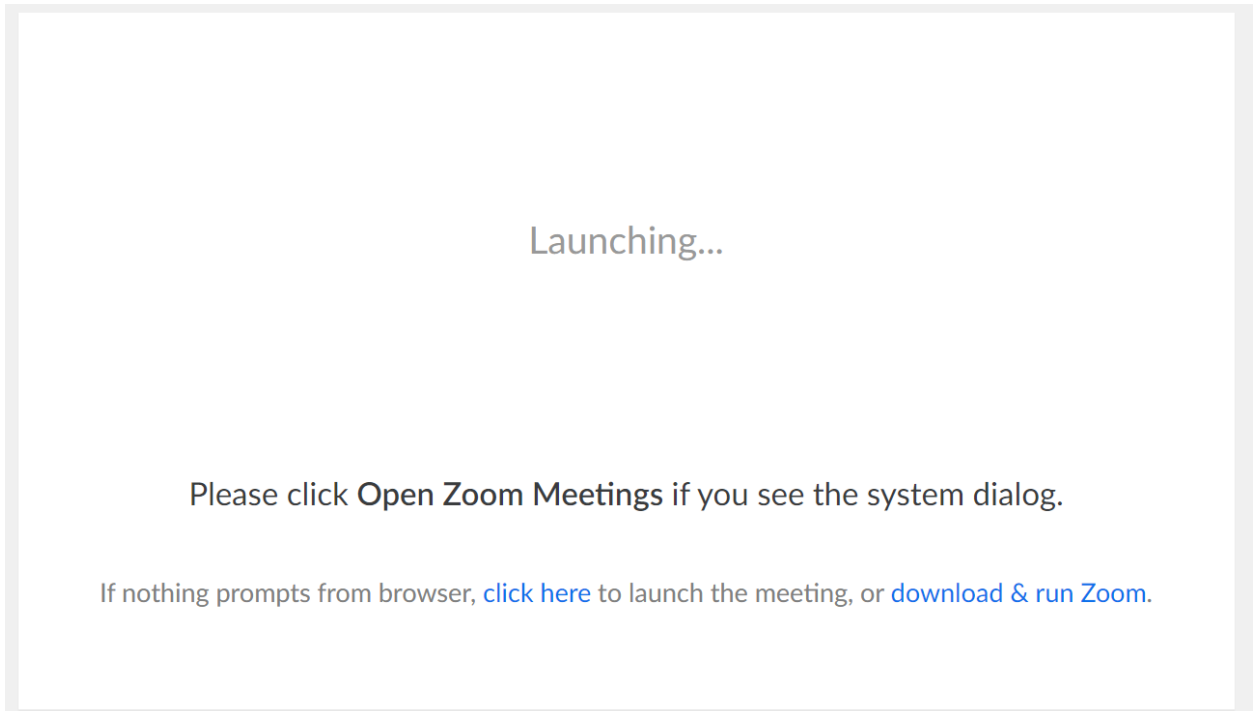 Launching...
Please click Open Zoom Meetings if you see the system dialog.
If nothing prompts from browser, click here to launch the meeting, or download & run Zoom.